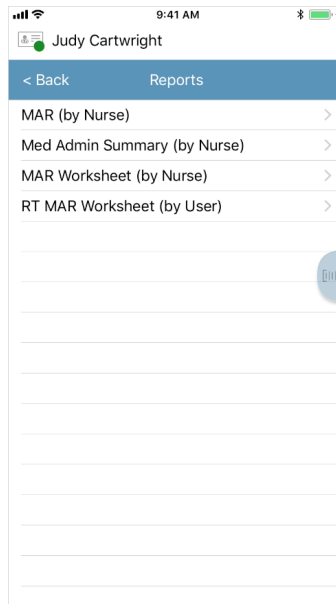 9:41 AM
Judy Cartwright
< Back Reports
MAR (by Nurse)
Med Admin Summary (by Nurse)
MAR Worksheet (by Nurse)
RT MAR Worksheet (by User)